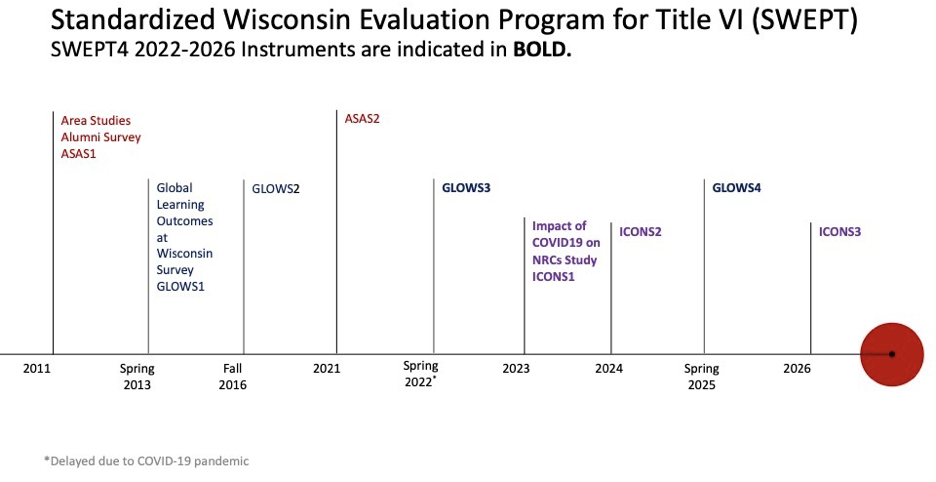 Standardized Wisconsin Evaluation Program for Title VI (SWEPT)
SWEPT4 2022-2026 Instruments are indicated in BOLD.
Area Studies
Alumni Survey
ASAS1
ASAS2
Global
Learning
Outcomes
at
Wisconsin
Survey
GLOWS1
GLOWS2
GLOWS3
GLOWS4
Impact of
COVID19 on
NRCs Study
ICONS1
ICONS2
ICONS3
2011
Spring
2013
Fall
2016
2021
Spring
2022*
2023
2024
Spring
2025
2026
*Delayed due to COVID-19 pandemic